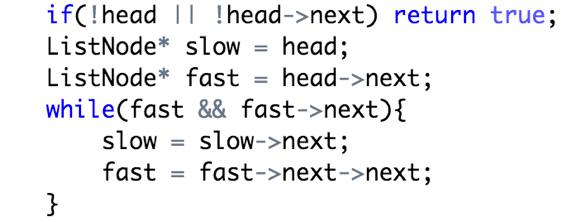 if(!head || !head->next) return true;
ListNode* slow = head;
ListNode* fast = head->next;
while(fast && fast->next){
    slow = slow->next;
    fast = fast->next->next;
}